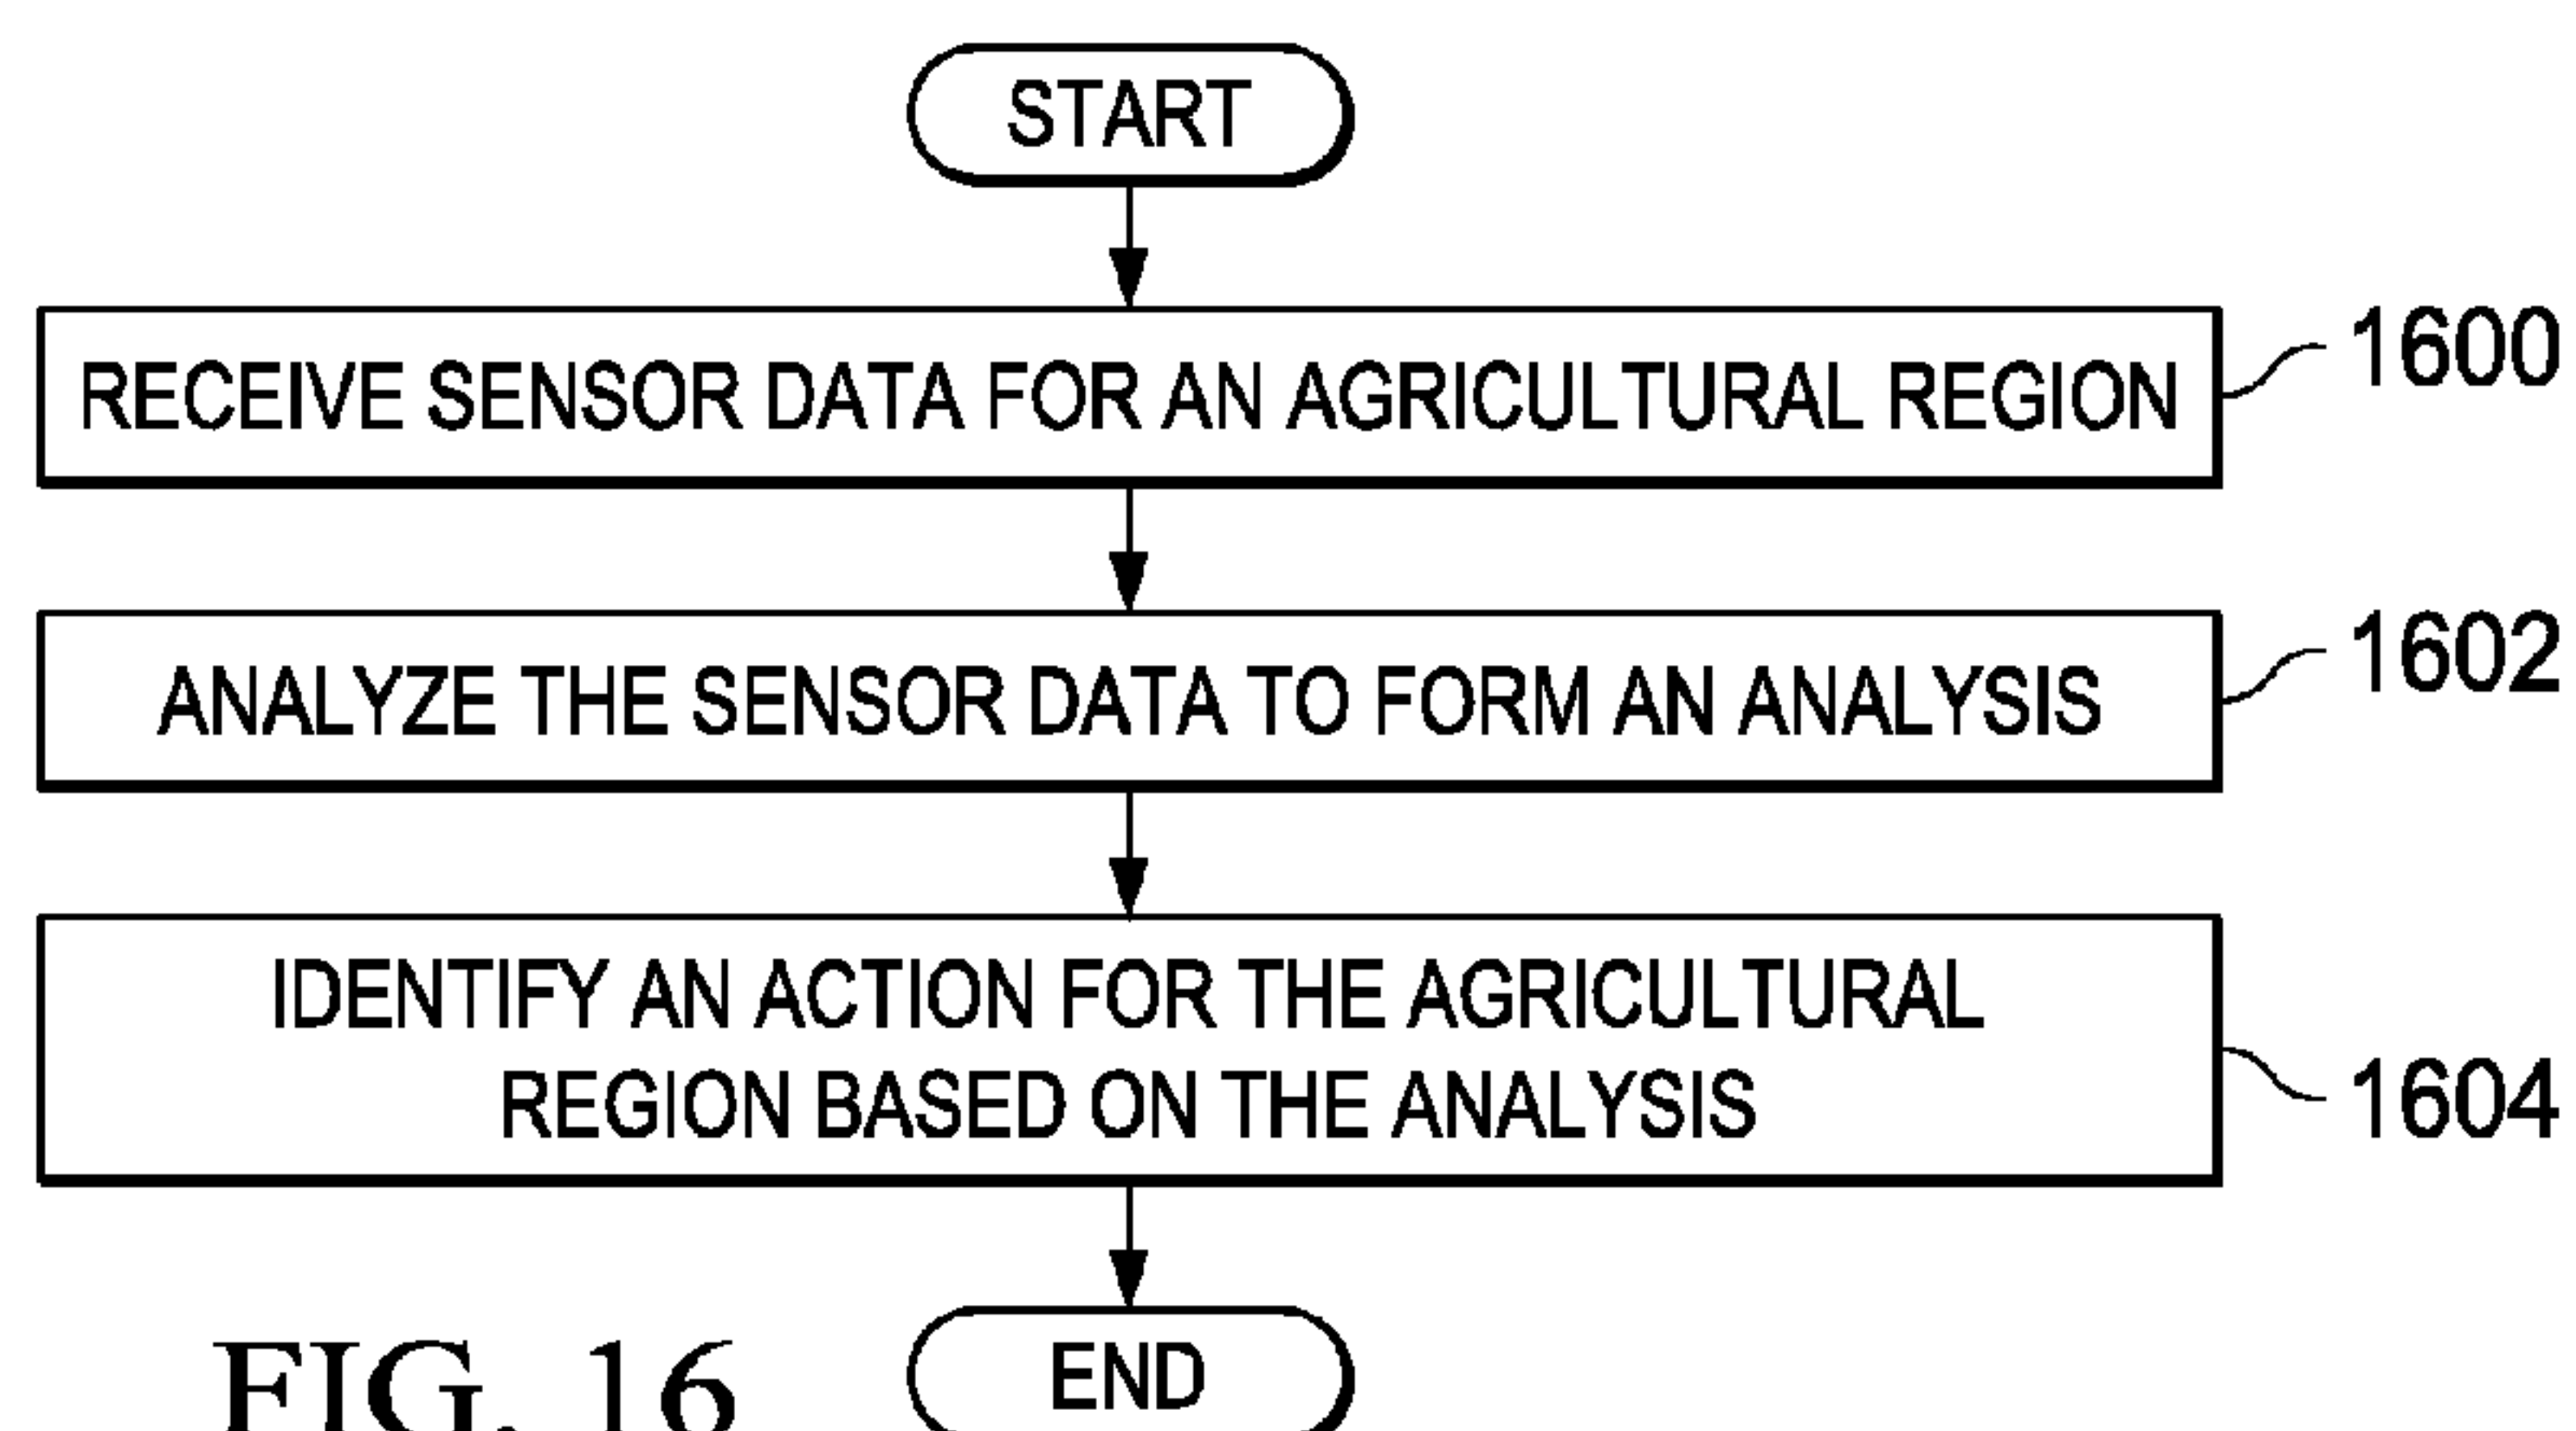 START
RECEIVE SENSOR DATA FOR AN AGRICULTURAL REGION
1600
ANALYZE THE SENSOR DATA TO FORM AN ANALYSIS
1602
IDENTIFY AN ACTION FOR THE AGRICULTURAL
REGION BASED ON THE ANALYSIS
1604
END
FIG. 16